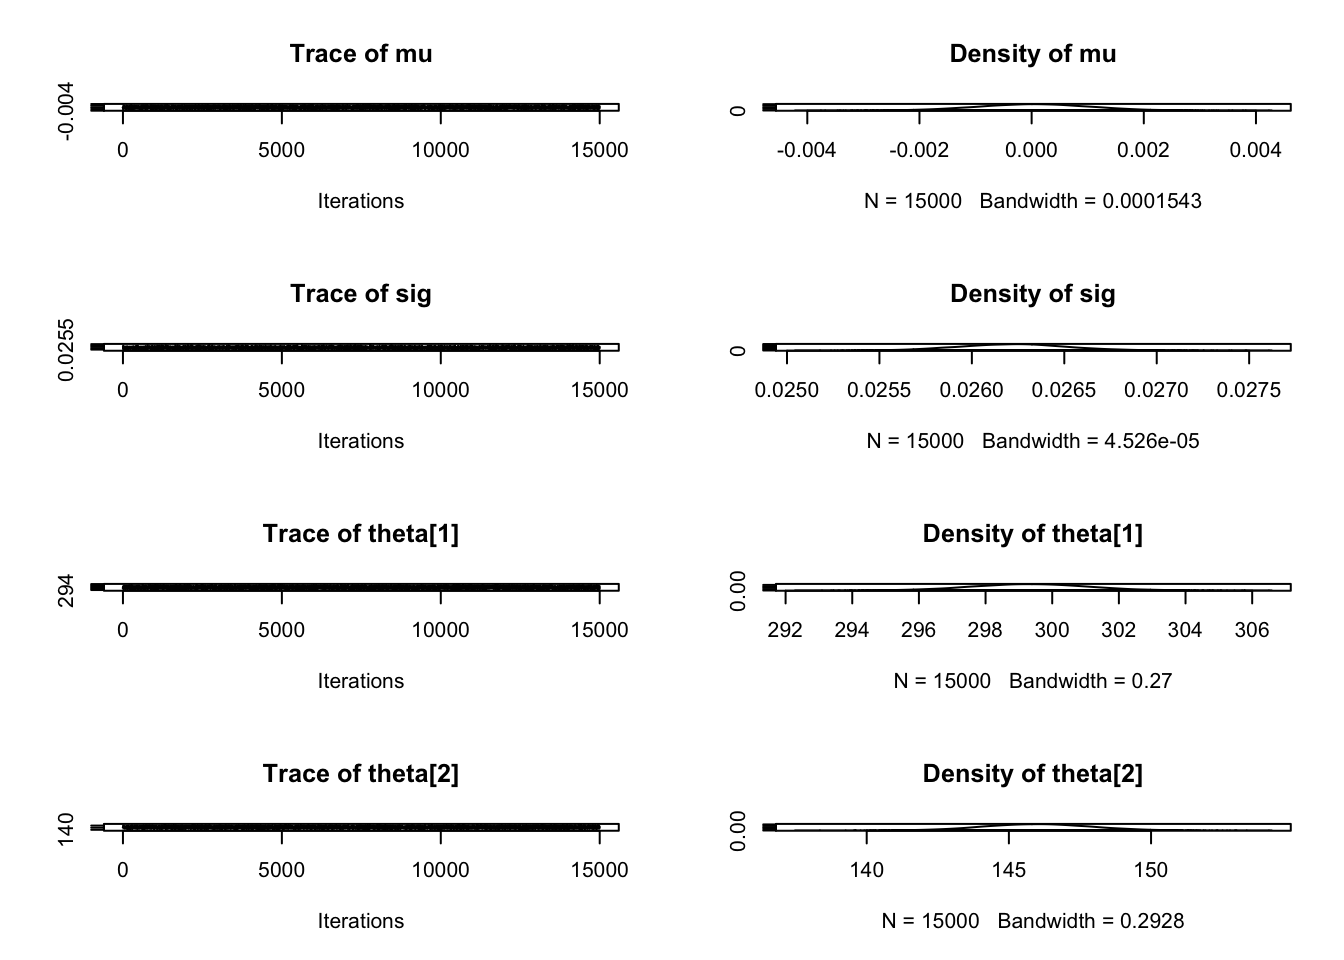 Trace of mu
-0.004
0 5000 10000 15000
Iterations
Density of mu
0
-0.004 -0.002 0.000 0.002 0.004
N = 15000 Bandwidth = 0.0001543
Trace of sig
0.0255
0 5000 10000 15000
Iterations
Density of sig
0
0.0250 0.0255 0.0260 0.0265 0.0270 0.0275
N = 15000 Bandwidth = 4.526e-05
Trace of theta[1]
294
0 5000 10000 15000
Iterations
Density of theta[1]
0.00
292 294 296 298 300 302 304 306
N = 15000 Bandwidth = 0.27
Trace of theta[2]
140
0 5000 10000 15000
Iterations
Density of theta[2]
0.00
140 145 150
N = 15000 Bandwidth = 0.2928